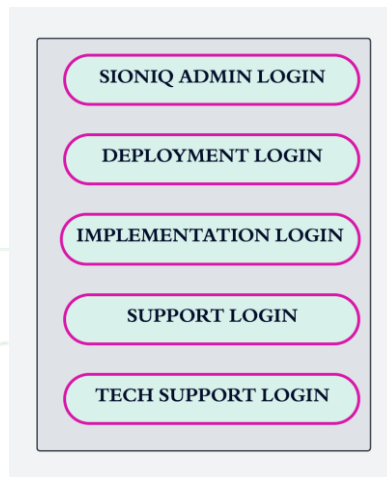 SIONIQ ADMIN LOGIN
DEPLOYMENT LOGIN
IMPLEMENTATION LOGIN
SUPPORT LOGIN
TECH SUPPORT LOGIN